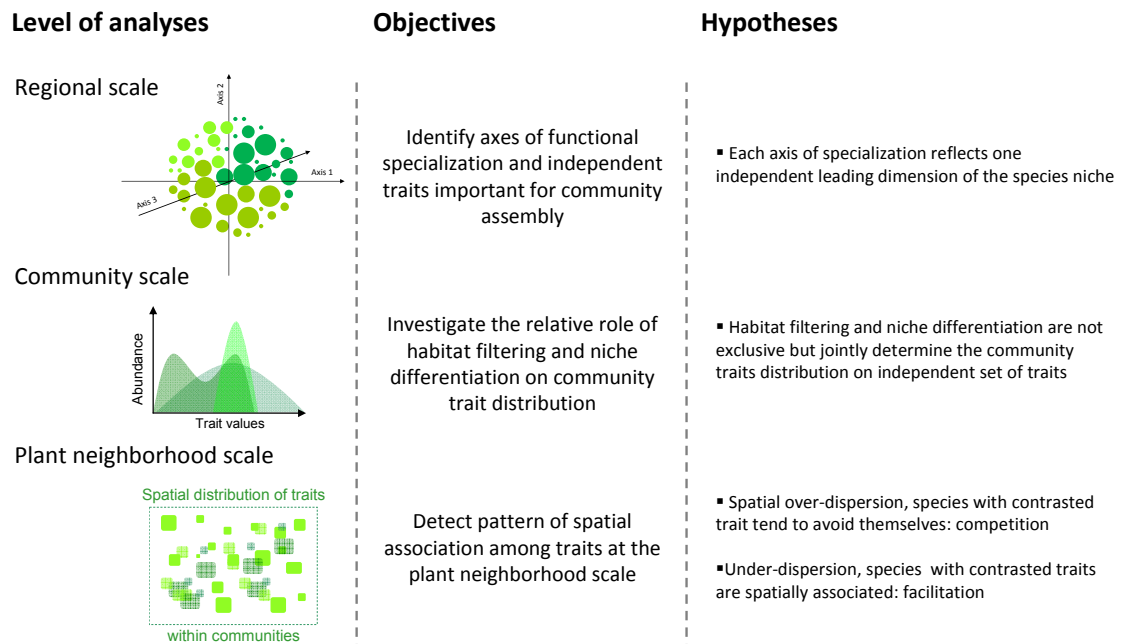 Level of analyses
Objectives
Hypotheses
Regional scale
Axis 2
Axis 1
Axis 3
Identify axes of functional
specialization and independent
traits important for community
assembly
▪ Each axis of specialization reflects one
independent leading dimension of the species niche
Community scale
Abundance
Trait values
Investigate the relative role of
habitat filtering and niche
differentiation on community
trait distribution
▪ Habitat filtering and niche differentiation are not
exclusive but jointly determine the community
traits distribution on independent set of traits
Plant neighborhood scale
Spatial distribution of traits
within communities
Detect pattern of spatial
association among traits at the
plant neighborhood scale
▪ Spatial over-dispersion, species with contrasted
trait tend to avoid themselves: competition
▪Under-dispersion, species with contrasted traits
are spatially associated: facilitation